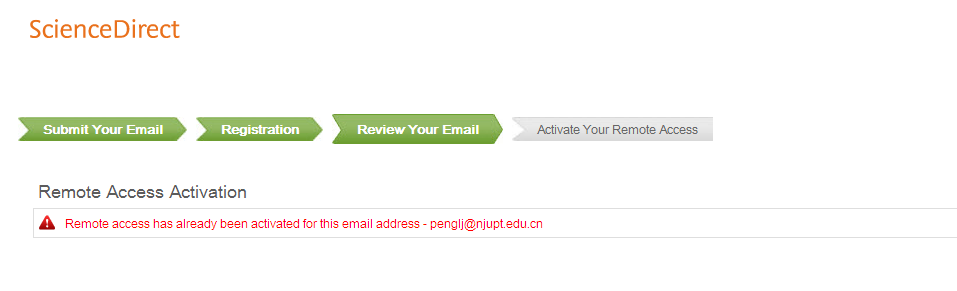 ScienceDirect
Submit Your Email Registration Review Your Email Activate Your Remote Access
Remote Access Activation
Remote access has already been activated for this email address - penglj@njupt.edu.cn